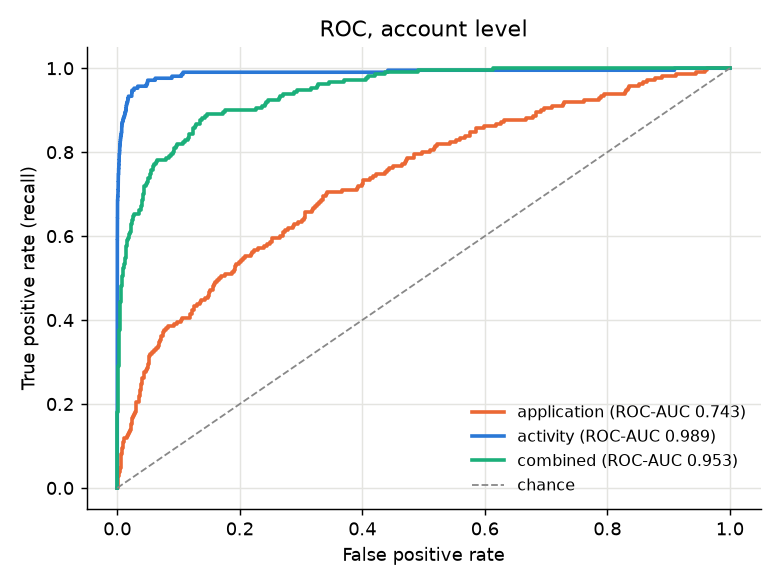 ROC, account level
True positive rate (recall)
1.0
0.8
0.6
0.4
0.2
0.0
application (ROC-AUC 0.743)
activity (ROC-AUC 0.989)
combined (ROC-AUC 0.953)
chance
0.0 0.2 0.4 0.6 0.8 1.0
False positive rate